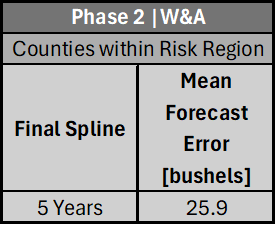 Phase 2 | W&A
Counties within Risk Region
Final Spline
Mean
Forecast
Error
[bushels]
5 Years 25.9